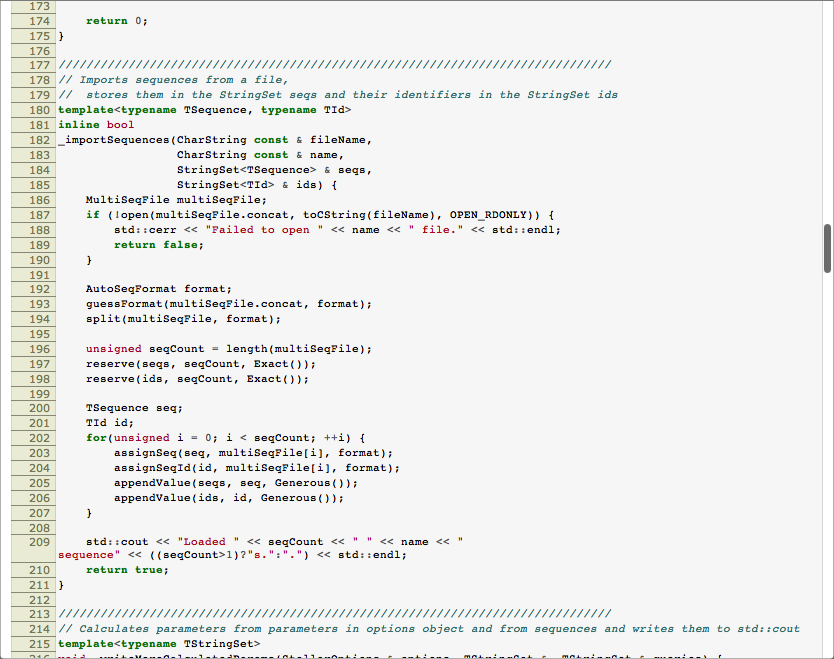 173
174     return 0;
175 }
176
177 ///////////////////////////////////////////////////////////////////////////////
178 // Imports sequences from a file,
179 //  stores them in the StringSet seqs and their identifiers in the StringSet ids
180 template<typename TSequence, typename TId>
181 inline bool
182 _importSequences(CharString const & fileName,
183                  CharString const & name,
184                  StringSet<TSequence> & seqs,
185                  StringSet<TId> & ids) {
186     MultiSeqFile multiSeqFile;
187     if (!open(multiSeqFile.concat, toCString(fileName), OPEN_RDONLY)) {
188         std::cerr << "Failed to open " << name << " file." << std::endl;
189         return false;
190     }
191
192     AutoSeqFormat format;
193     guessFormat(multiSeqFile.concat, format);
194     split(multiSeqFile, format);
195
196     unsigned seqCount = length(multiSeqFile);
197     reserve(seqs, seqCount, Exact());
198     reserve(ids, seqCount, Exact());
199
200     TSequence seq;
201     TId id;
202     for(unsigned i = 0; i < seqCount; ++i) {
203         assignSeq(seq, multiSeqFile[i], format);
204         assignSeqId(id, multiSeqFile[i], format);
205         appendValue(seqs, seq, Generous());
206         appendValue(ids, id, Generous());
207     }
208
209     std::cout << "Loaded " << seqCount << " " << name << "
sequence" << ((seqCount>1)?"s.":".") << std::endl;
210     return true;
211 }
212
213 ///////////////////////////////////////////////////////////////////////////////
214 // Calculates parameters from parameters in options object and from sequences and writes them to std::cout
215 template<typename TStringSet>